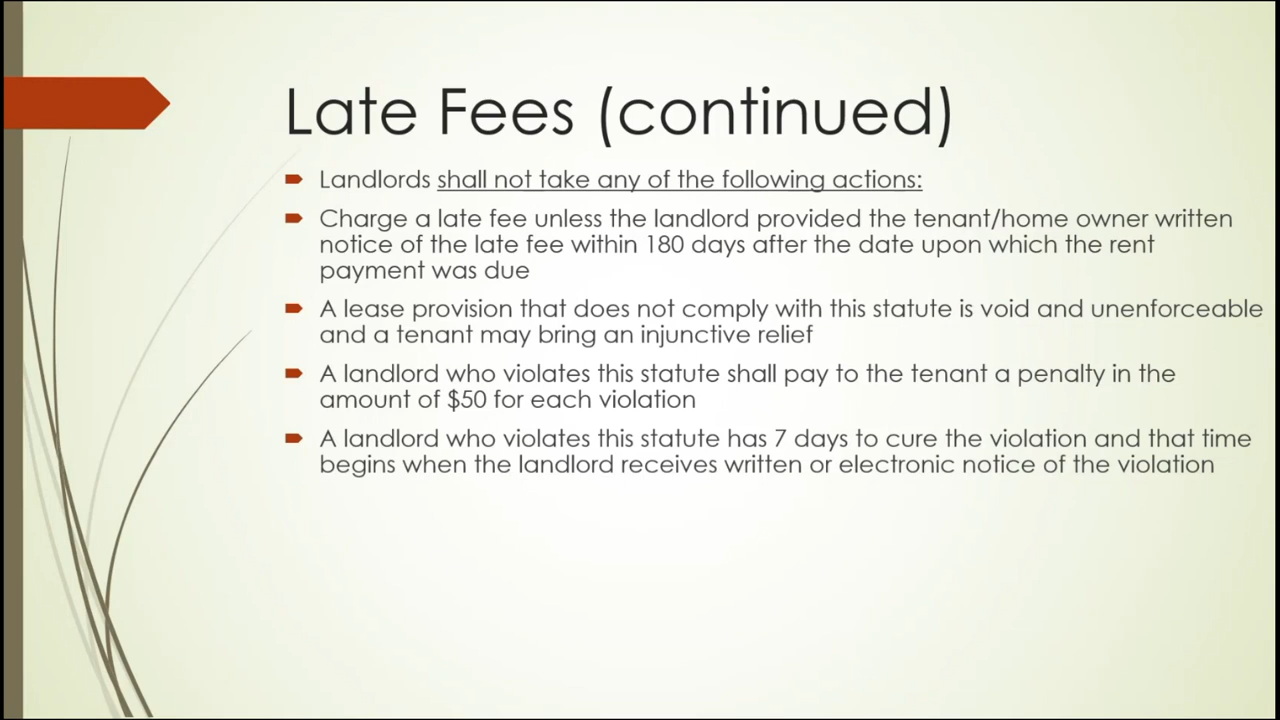 Late Fees (continued)
Landlords shall not take any of the following actions:
Charge a late fee unless the landlord provided the tenant/home owner written
notice of the late fee within 180 days after the date upon which the rent
payment was due
A lease provision that does not comply with this statute is void and unenforceable
and a tenant may bring an injunctive relief
A landlord who violates this statute shall pay to the tenant a penalty in the
amount of $50 for each violation
A landlord who violates this statute has 7 days to cure the violation and that time
begins when the landlord receives written or electronic notice of the violation